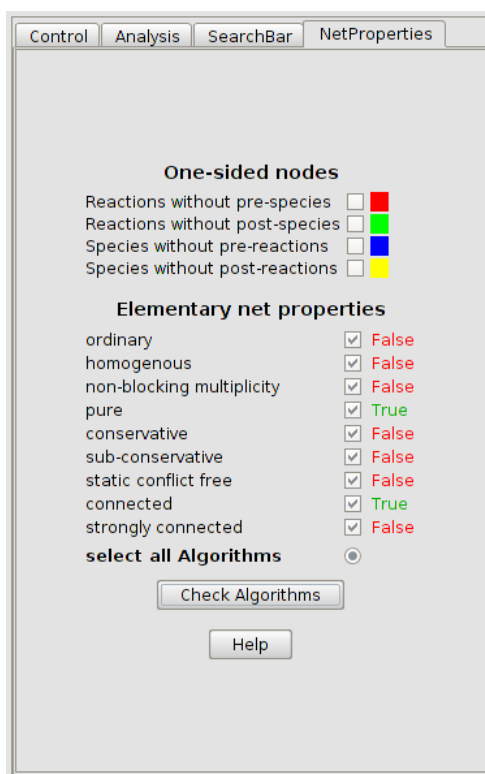 Control Analysis SearchBar NetProperties
One-sided nodes
Reactions without pre-species
Reactions without post-species
Species without pre-reactions
Species without post-reactions
Elementary net properties
ordinary False
homogenous False
non-blocking multiplicity False
pure True
conservative False
sub-conservative False
static conflict free False
connected True
strongly connected False
select all Algorithms
Check Algorithms
Help